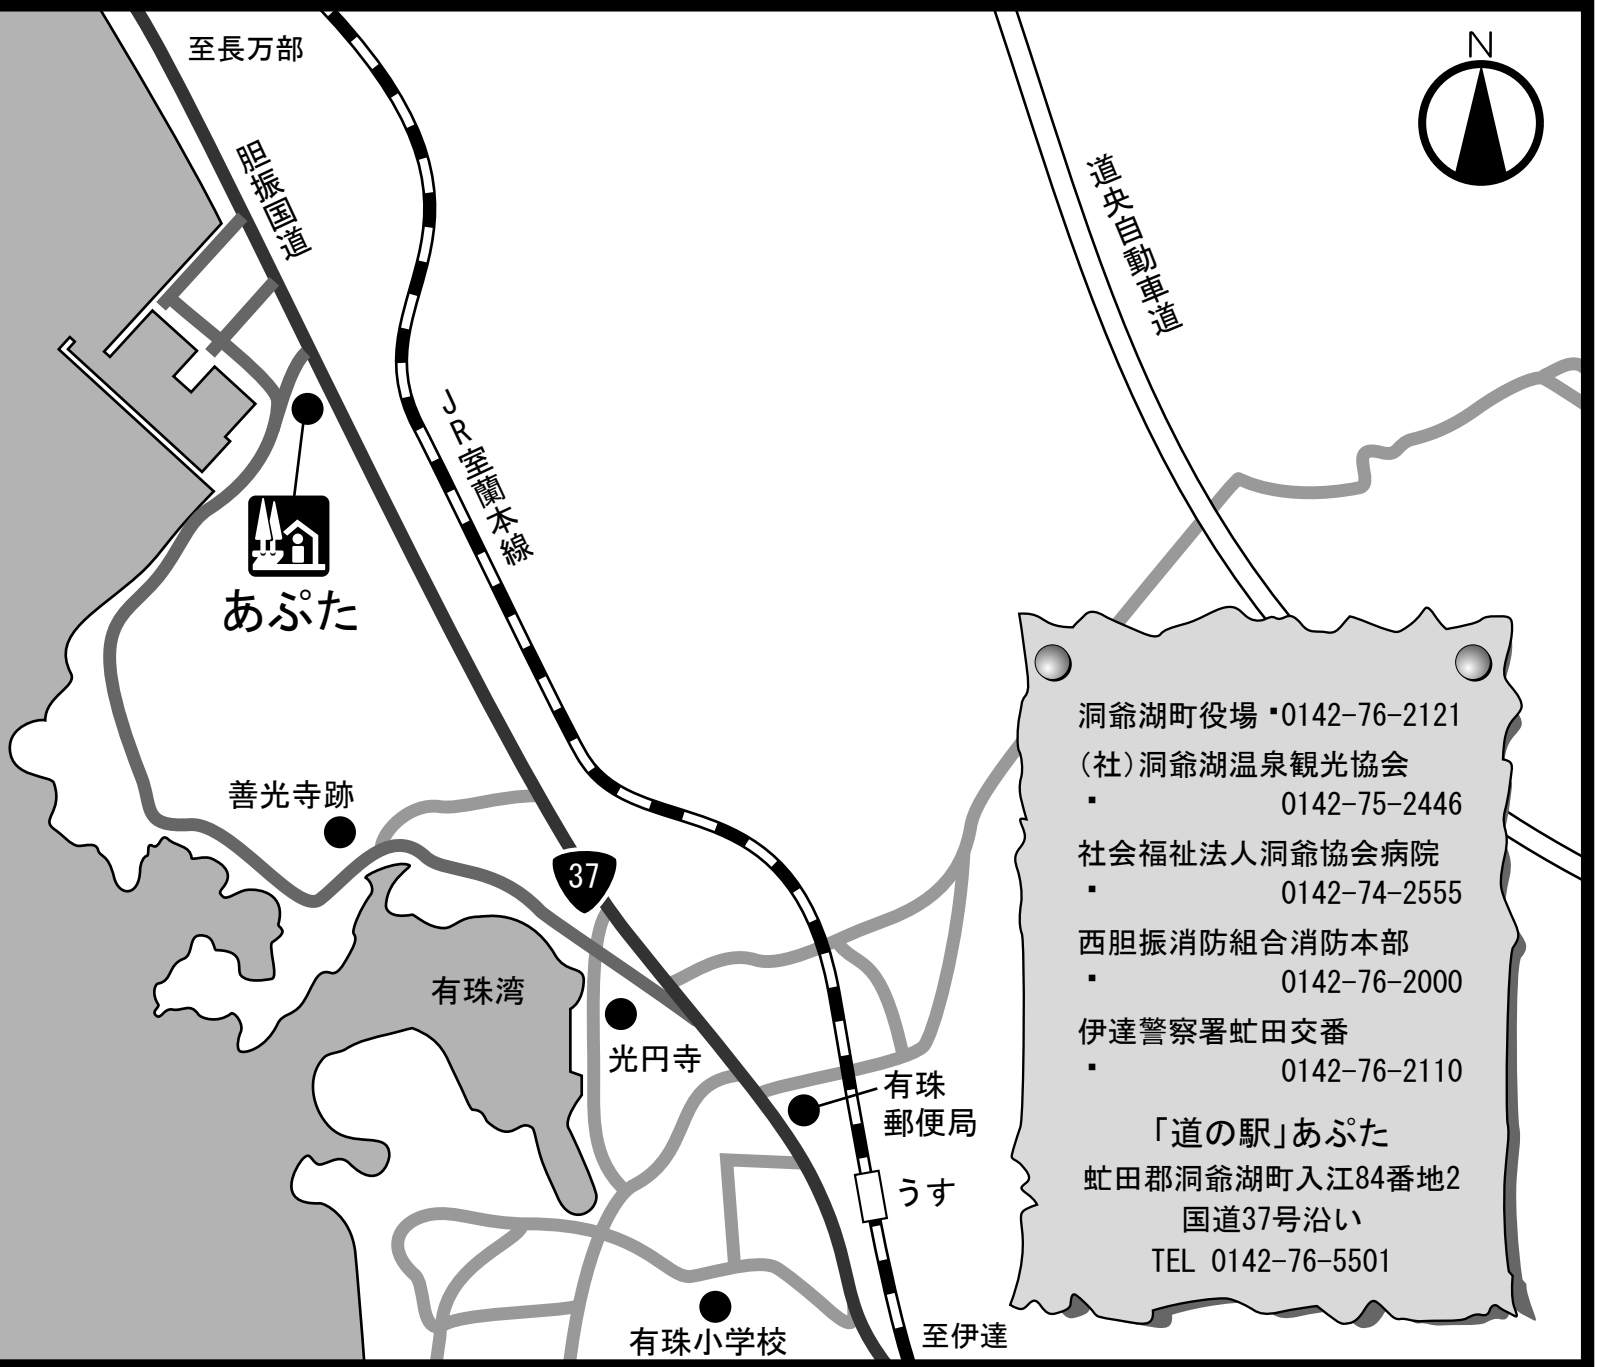 至長万部
N
胆振国道
道央自動車道
JR室蘭本線
あぷた
善光寺跡
37
有珠湾
光円寺
有珠
郵便局
うす
有珠小学校
至伊達
洞爺湖町役場 ▪0142-76-2121
(社)洞爺湖温泉観光協会
▪ 0142-75-2446
社会福祉法人洞爺協会病院
▪ 0142-74-2555
西胆振消防組合消防本部
▪ 0142-76-2000
伊達警察署虻田交番
▪ 0142-76-2110
「道の駅」あぷた
虻田郡洞爺湖町入江84番地2
国道37号沿い
TEL 0142-76-5501